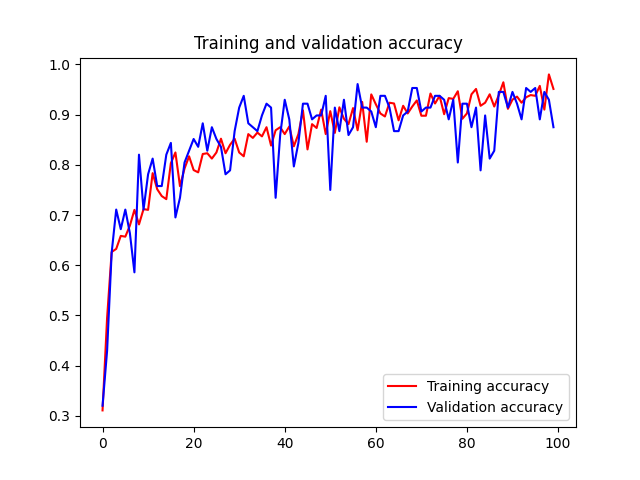 Training and validation accuracy
1.0
0.9
0.8
0.7
0.6
0.5
0.4
0.3
Training accuracy
Validation accuracy
0 20 40 60 80 100